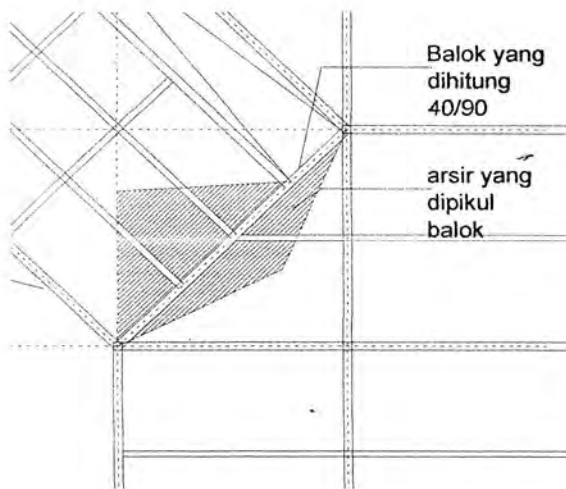 Balok yang
dihitung
40/90
arsir yang
dipikul
balok